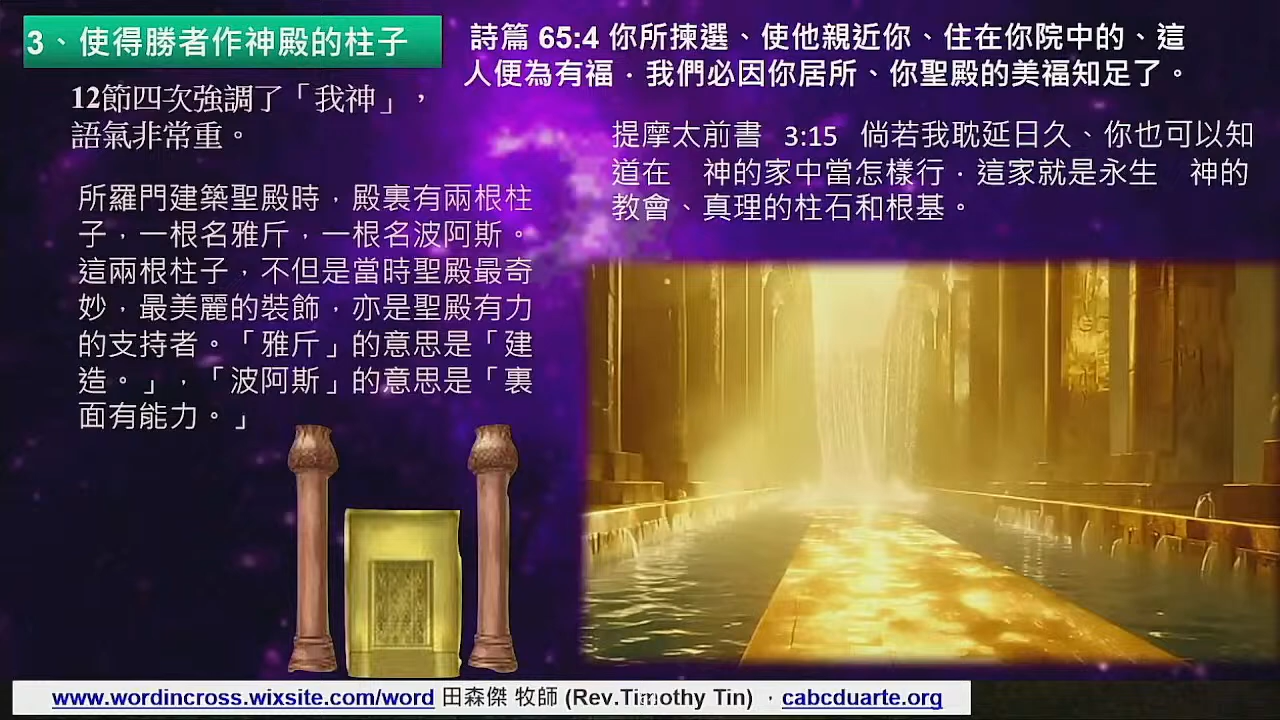 3、使得勝者作神殿的柱子
12節四次強調了「我神」，
語氣非常重。
所羅門建築聖殿時，殿裏有兩根柱
子，一根名雅斤，一根名波阿斯。
這兩根柱子，不但是當時聖殿最奇
妙，最美麗的裝飾，亦是聖殿有力
的支持者。「雅斤」的意思是「建
造。」，「波阿斯」的意思是「裏
面有能力。」
詩篇 65:4 你所揀選、使他親近你、住在你院中的、這
人便為有福．我們必因你居所、你聖殿的美福知足了。
提摩太前書 3:15 倘若我耽延日久、你也可以知
道在　神的家中當怎樣行．這家就是永生　神的
教會、真理的柱石和根基。
www.wordincross.wixsite.com/word 田森傑 牧師 (Rev.Timothy Tin) ，cabcduarte.org